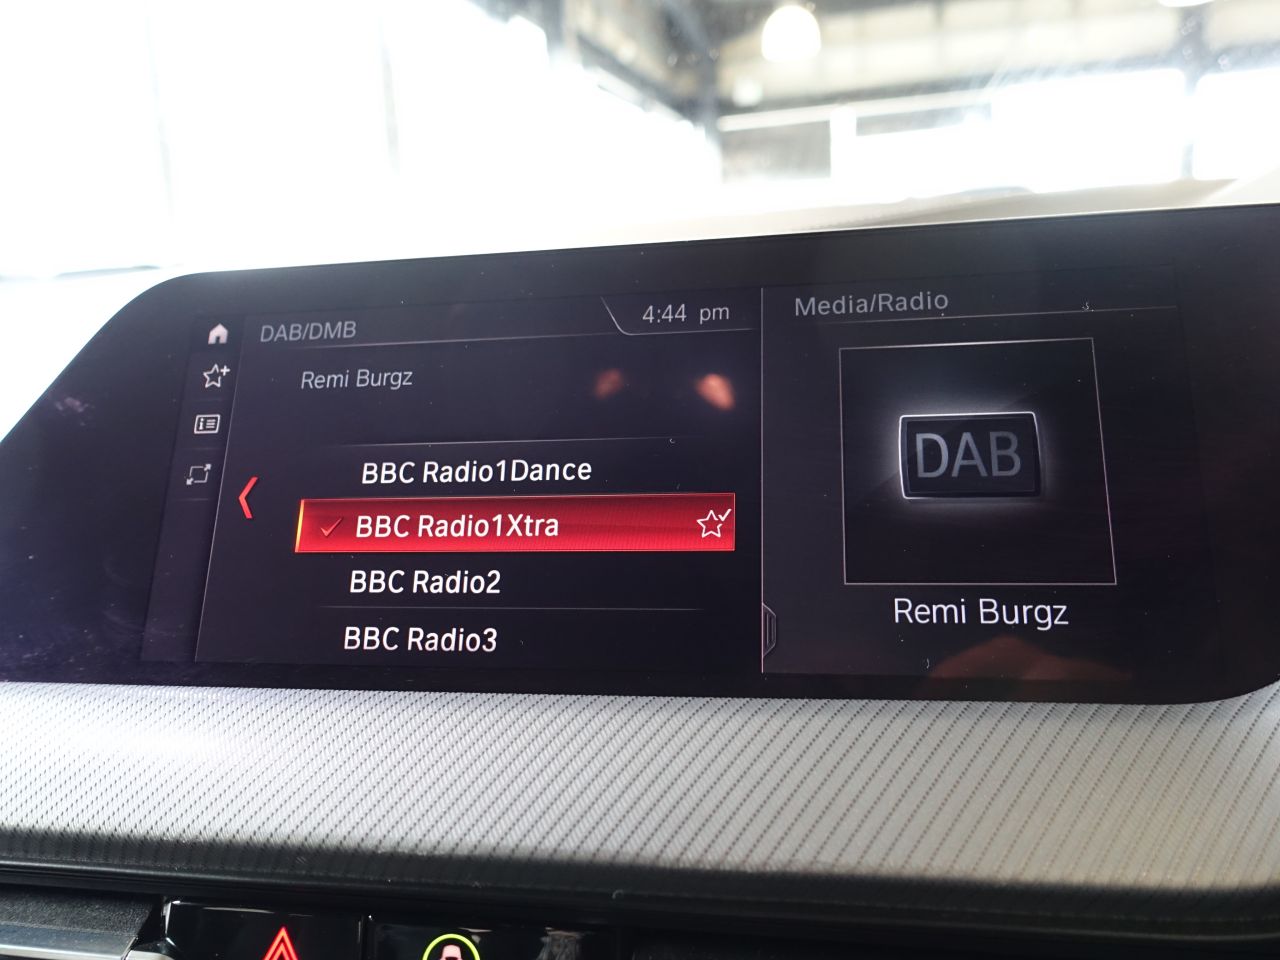 DAB/DMB
4:44 pm
Remi Burgz
BBC Radio1Dance
BBC Radio1Xtra
BBC Radio2
BBC Radio3
Media/Radio
DAB
Remi Burgz